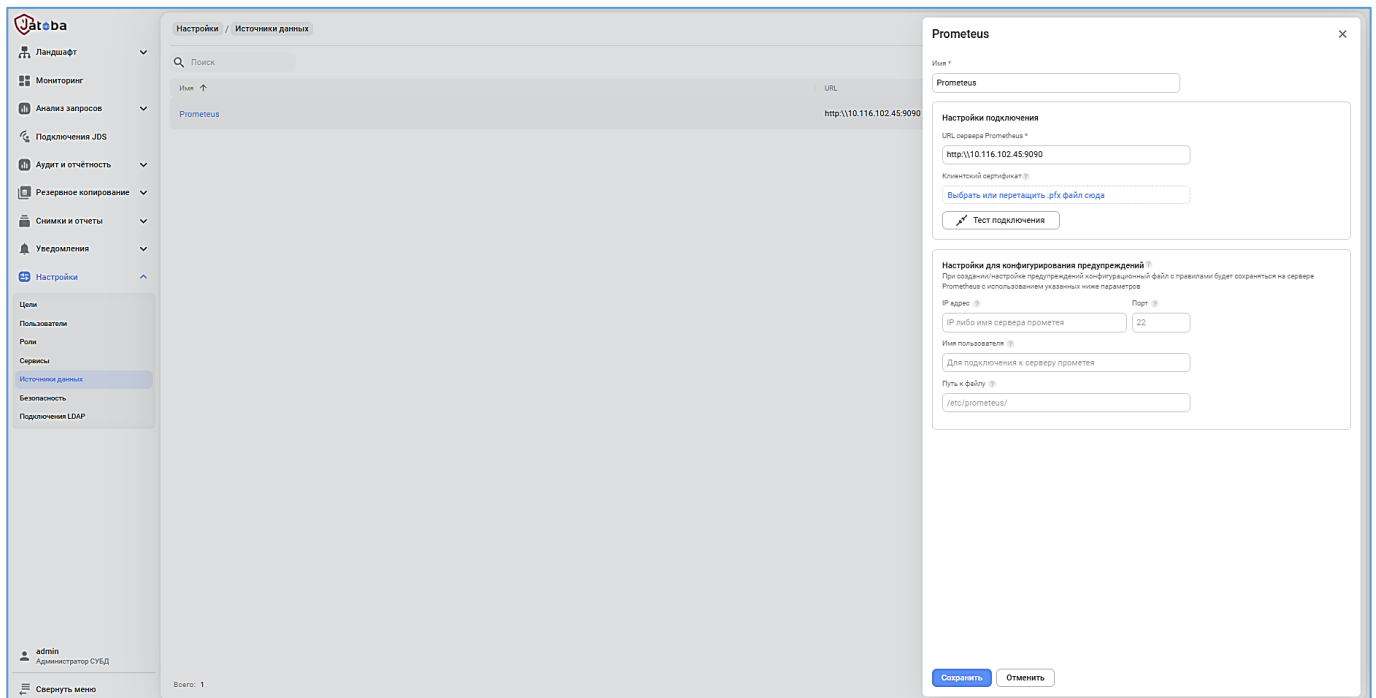 Jatoba
Ландшафт
Мониторинг
Анализ запросов
Подключения JDS
Аудит и отчётность
Резервное копирование
Снимки и отчеты
Уведомления
Настройки
Цели
Пользователи
Роли
Сервисы
Источники данных
Безопасность
Подключения LDAP
admin
Администратор СУБД
Свернуть меню
Настройки / Источники данных
Поиск
Имя ↑ URL
Prometeus http:\\10.116.102.45:9090
Всего: 1
Prometeus
Имя *
Prometeus
Настройки подключения
URL сервера Prometheus *
http:\\10.116.102.45:9090
Клиентский сертификат ?
Выбрать или перетащить .pfx файл сюда
Тест подключения
Настройки для конфигурирования предупреждений ?
При создании/настройке предупреждений конфигурационный файл с правилами будет сохраняться на сервере
Prometheus с использованием указанных ниже параметров
IP адрес ? Порт ?
IP либо имя сервера прометея 22
Имя пользователя ?
Для подключения к серверу прометея
Путь к файлу ?
/etc/prometeus/
Сохранить Отменить